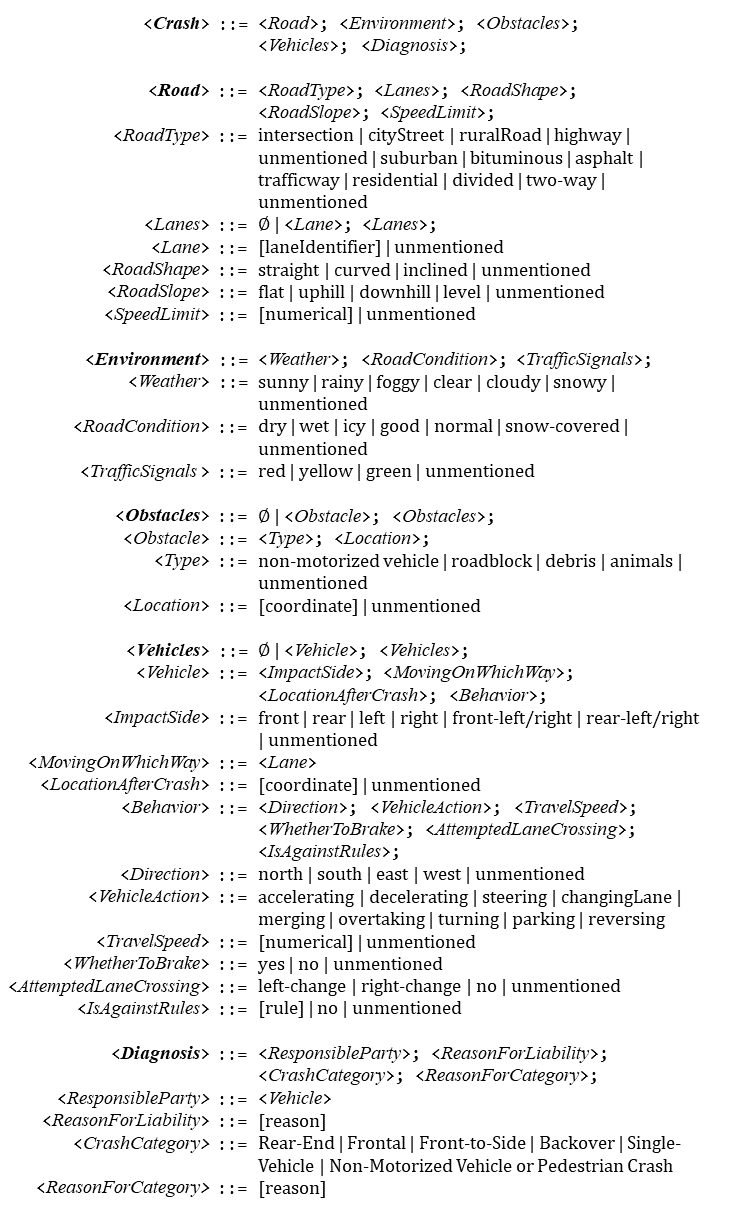 <Crash> ::= <Road>; <Environment>; <Obstacles>;
<Vehicles>; <Diagnosis>;
<Road> ::= <RoadType>; <Lanes>; <RoadShape>;
<RoadSlope>; <SpeedLimit>;
<RoadType> ::= intersection | cityStreet | ruralRoad | highway |
unmentioned | suburban | bituminous | asphalt |
trafficway | residential | divided | two-way |
unmentioned
<Lanes> ::= ∅ | <Lane>; <Lanes>;
<Lane> ::= [laneIdentifier] | unmentioned
<RoadShape> ::= straight | curved | inclined | unmentioned
<RoadSlope> ::= flat | uphill | downhill | level | unmentioned
<SpeedLimit> ::= [numerical] | unmentioned
<Environment> ::= <Weather>; <RoadCondition>; <TrafficSignals>;
<Weather> ::= sunny | rainy | foggy | clear | cloudy | snowy |
unmentioned
<RoadCondition> ::= dry | wet | icy | good | normal | snow-covered |
unmentioned
<TrafficSignals > ::= red | yellow | green | unmentioned
<Obstacles> ::= ∅ | <Obstacle>; <Obstacles>;
<Obstacle> ::= <Type>; <Location>;
<Type> ::= non-motorized vehicle | roadblock | debris | animals |
unmentioned
<Location> ::= [coordinate] | unmentioned
<Vehicles> ::= ∅ | <Vehicle>; <Vehicles>;
<Vehicle> ::= <ImpactSide>; <MovingOnWhichWay>;
<LocationAfterCrash>; <Behavior>;
<ImpactSide> ::= front | rear | left | right | front-left/right | rear-left/right
| unmentioned
<MovingOnWhichWay> ::= <Lane>
<LocationAfterCrash> ::= [coordinate] | unmentioned
<Behavior> ::= <Direction>; <VehicleAction>; <TravelSpeed>;
<WhetherToBrake>; <AttemptedLaneCrossing>;
<IsAgainstRules>;
<Direction> ::= north | south | east | west | unmentioned
<VehicleAction> ::= accelerating | decelerating | steering | changingLane |
merging | overtaking | turning | parking | reversing
<TravelSpeed> ::= [numerical] | unmentioned
<WhetherToBrake> ::= yes | no | unmentioned
<AttemptedLaneCrossing> ::= left-change | right-change | no | unmentioned
<IsAgainstRules> ::= [rule] | no | unmentioned
<Diagnosis> ::= <ResponsibleParty>; <ReasonForLiability>;
<CrashCategory>; <ReasonForCategory>;
<ResponsibleParty> ::= <Vehicle>
<ReasonForLiability> ::= [reason]
<CrashCategory> ::= Rear-End | Frontal | Front-to-Side | Backover | Single-
Vehicle | Non-Motorized Vehicle or Pedestrian Crash
<ReasonForCategory> ::= [reason]